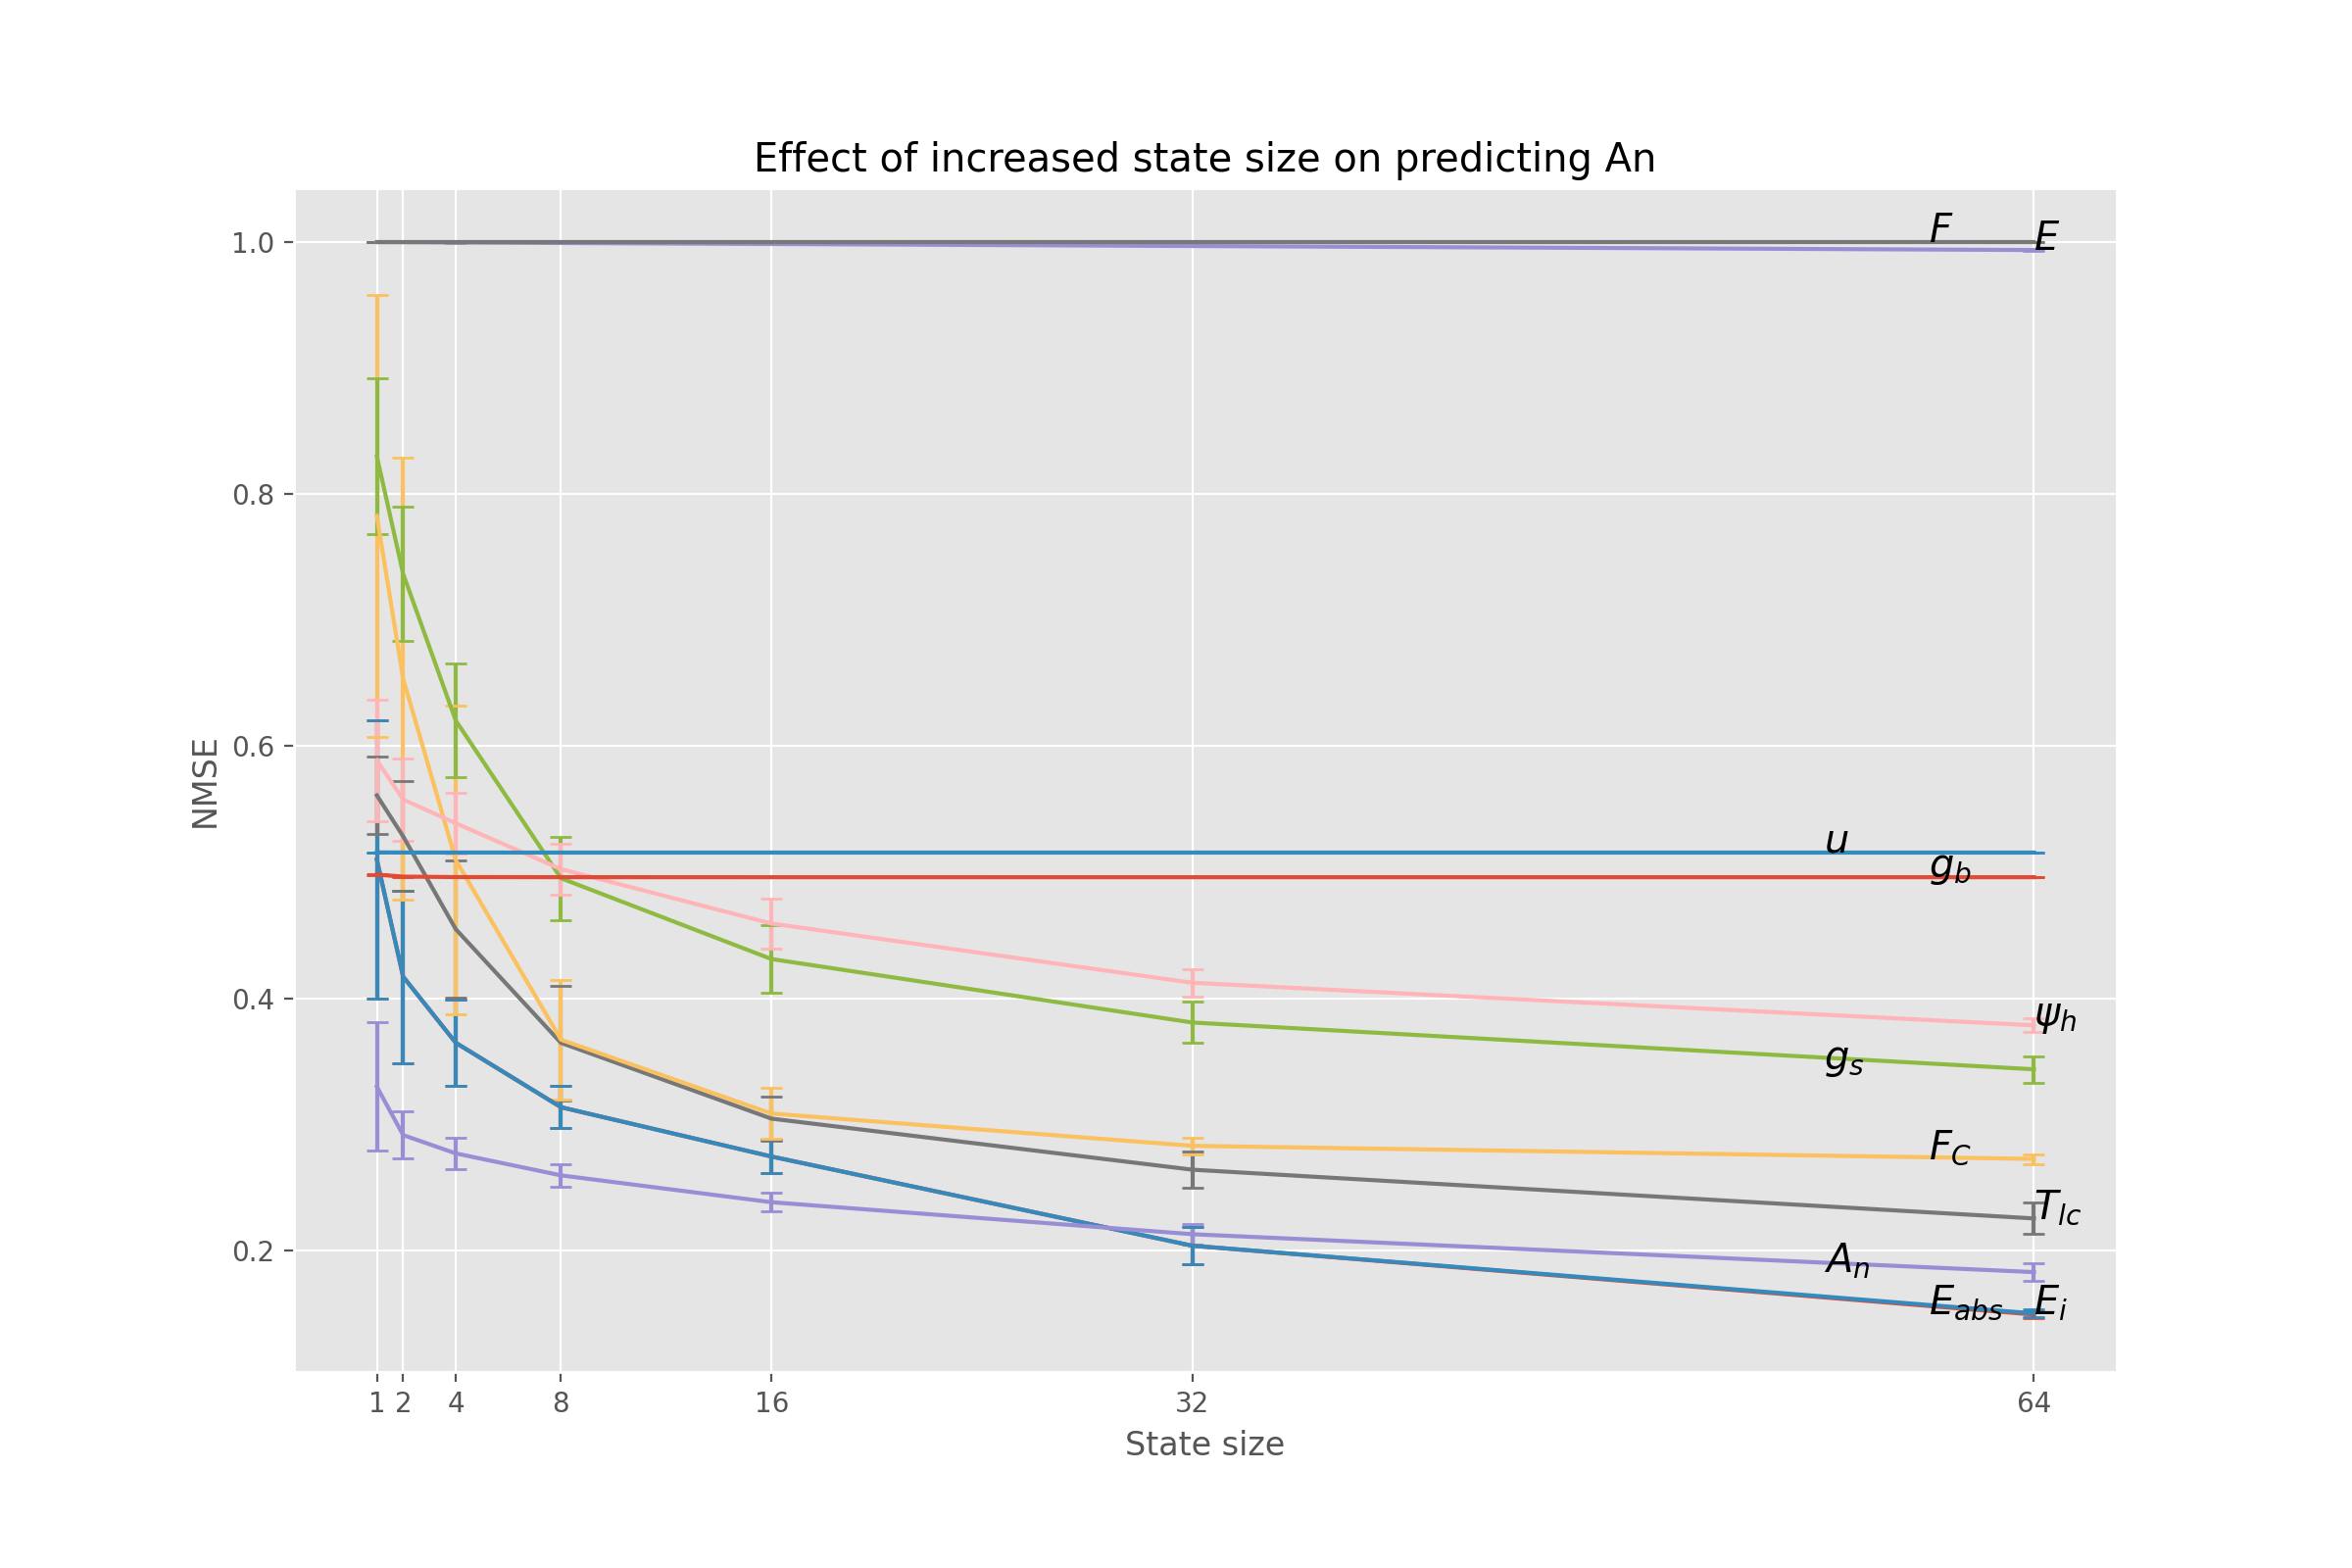 Effect of increased state size on predicting An
F
E
1.0
0.8
NMSE
0.6
u
g_b
0.4
ψ_h
g_s
F_C
T_lc
0.2
A_n
E_abs
E_i
1 2 4 8 16 32 64
State size